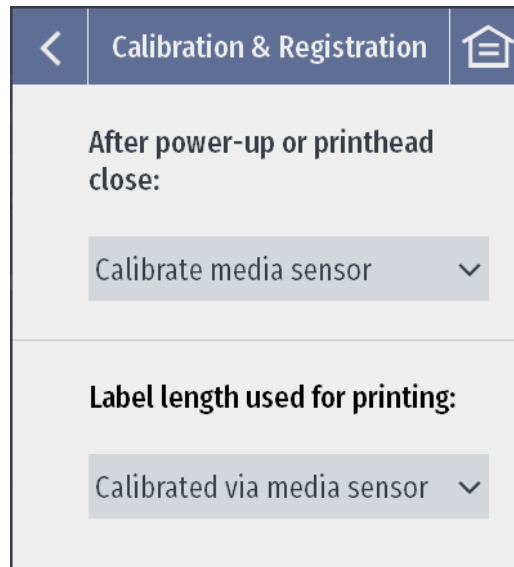 Calibration & Registration
After power-up or printhead
close:
Calibrate media sensor
Label length used for printing:
Calibrated via media sensor